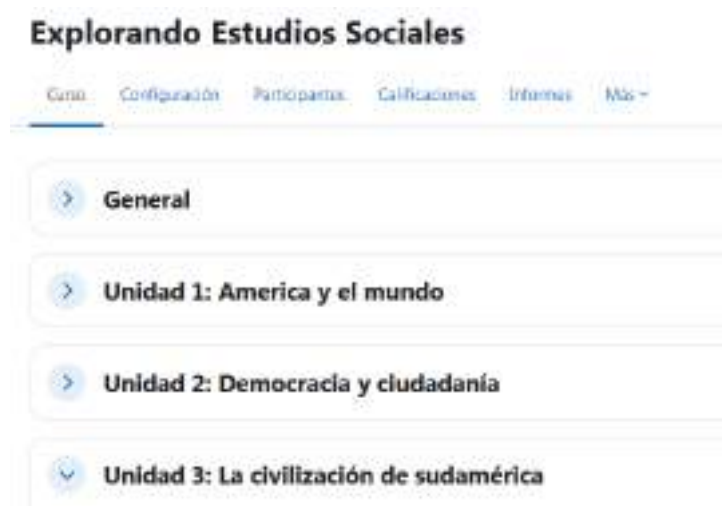 Explorando Estudios Sociales
Curso Configuración Participantes Calificaciones Informes Más
General
Unidad 1: America y el mundo
Unidad 2: Democracia y ciudadanía
Unidad 3: La civilización de sudamérica